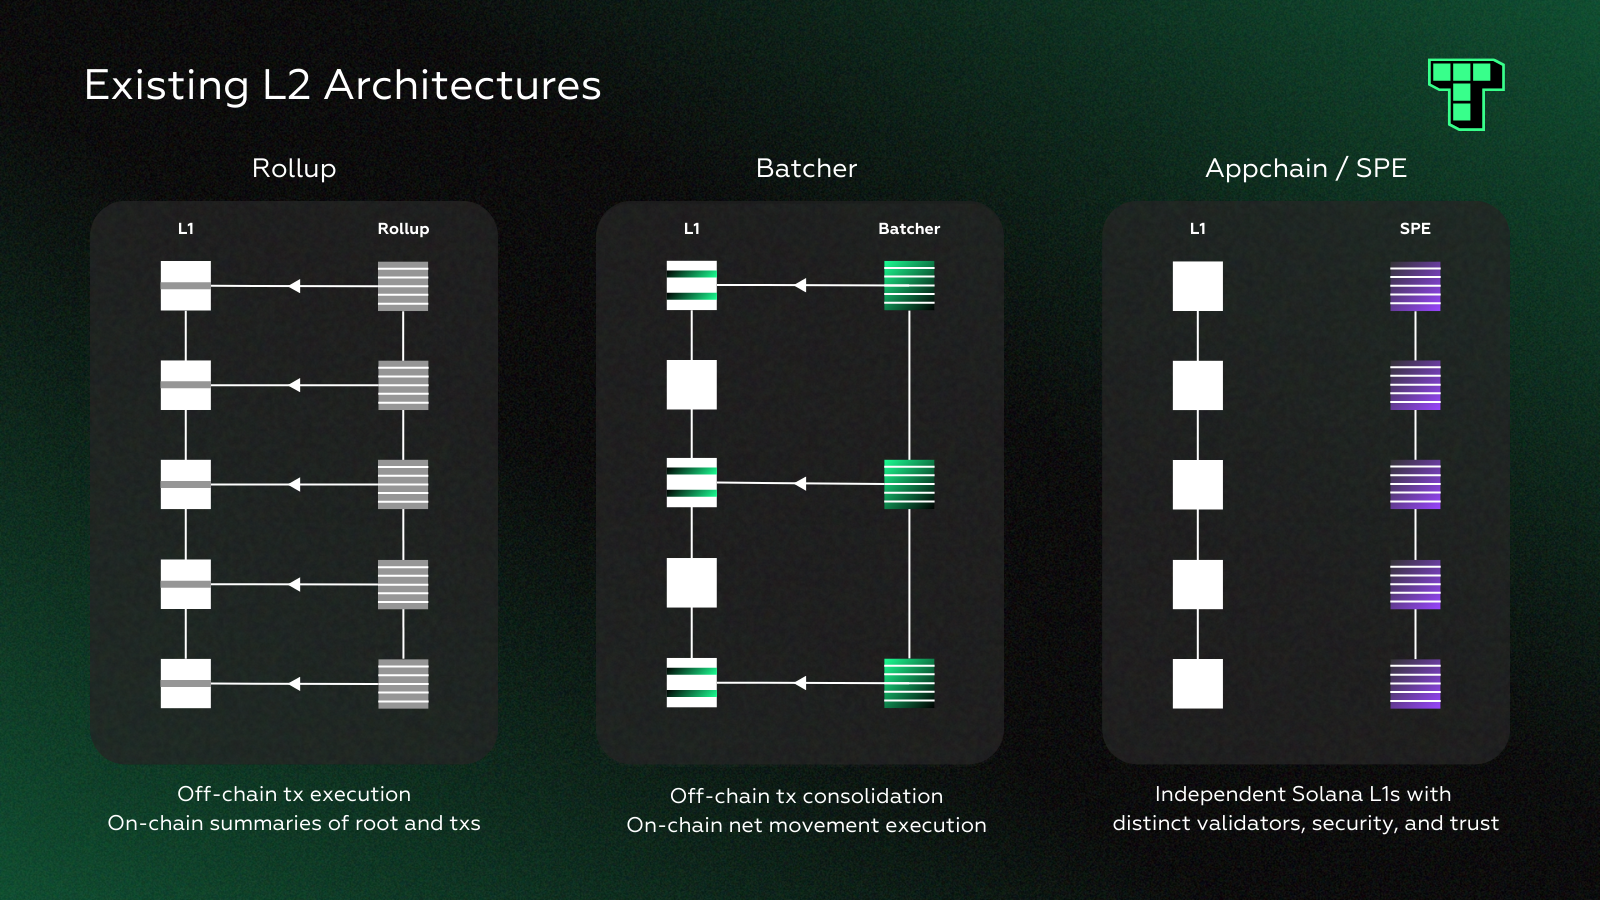 Existing L2 Architectures
Rollup
L1
Rollup
Off-chain tx execution
On-chain summaries of root and txs
Batcher
L1
Batcher
Off-chain tx consolidation
On-chain net movement execution
Appchain / SPE
L1
SPE
Independent Solana L1s with
distinct validators, security, and trust